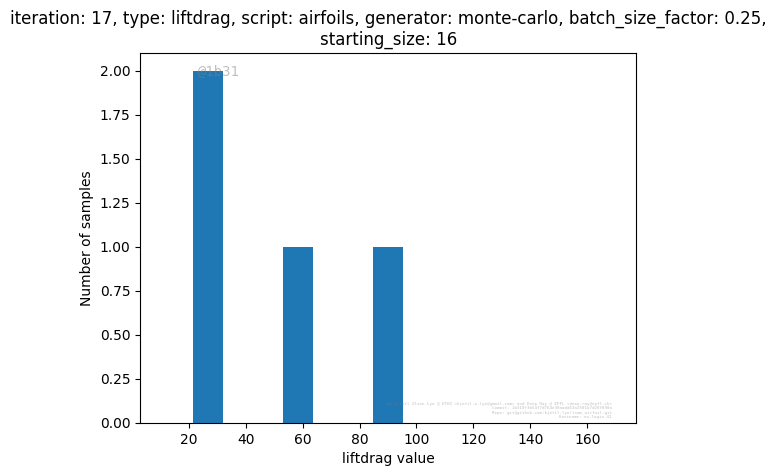 iteration: 17, type: liftdrag, script: airfoils, generator: monte-carlo, batch_size_factor: 0.25,
starting_size: 16
@1b31
2.00
1.75
1.50
1.25
1.00
0.75
0.50
0.25
0.00
Number of samples
20 40 60 80 100 120 140 160
liftdrag value